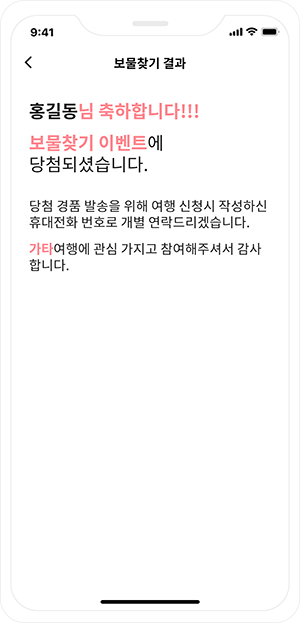 9:41
보물찾기 결과
홍길동님 축하합니다!!!
보물찾기 이벤트에
당첨되셨습니다.
당첨 경품 발송을 위해 여행 신청시 작성하신
휴대전화 번호로 개별 연락드리겠습니다.
가타여행에 관심 가지고 참여해주셔서 감사
합니다.